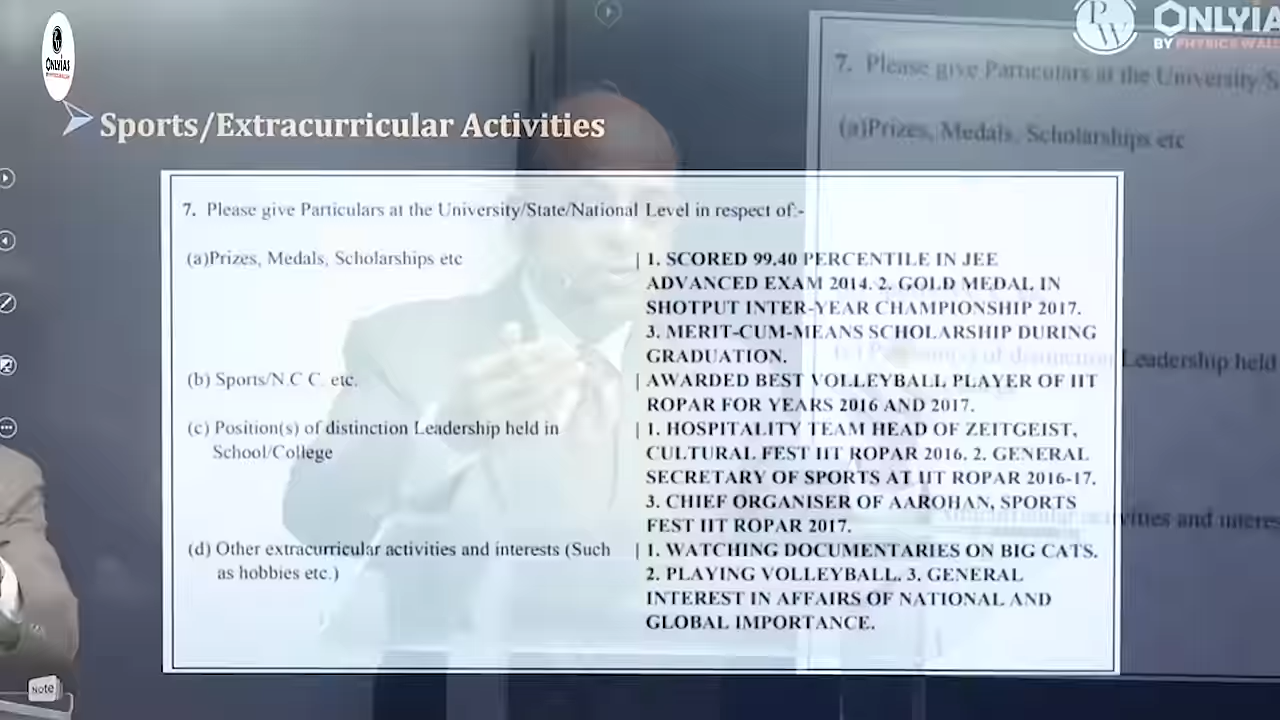 ONLYIAS
BY PHYSICS WALLAH
PW
ONLYIA
BY PHYSICS WAL
Sports/Extracurricular Activities
7. Please give Particulars at the University/State/National Level in respect of:-
(a)Prizes, Medals, Scholarships etc
| 1. SCORED 99.40 PERCENTILE IN JEE
ADVANCED EXAM 2014. 2. GOLD MEDAL IN
SHOTPUT INTER-YEAR CHAMPIONSHIP 2017.
3. MERIT-CUM-MEANS SCHOLARSHIP DURING
GRADUATION.
(b) Sports/N.C C. etc.
| AWARDED BEST VOLLEYBALL PLAYER OF IIT
ROPAR FOR YEARS 2016 AND 2017.
(c) Position(s) of distinction Leadership held in
School/College
| 1. HOSPITALITY TEAM HEAD OF ZEITGEIST,
CULTURAL FEST IIT ROPAR 2016. 2. GENERAL
SECRETARY OF SPORTS AT IIT ROPAR 2016-17.
3. CHIEF ORGANISER OF AAROHAN, SPORTS
FEST IIT ROPAR 2017.
(d) Other extracurricular activities and interests (Such
as hobbies etc.)
| 1. WATCHING DOCUMENTARIES ON BIG CATS.
2. PLAYING VOLLEYBALL. 3. GENERAL
INTEREST IN AFFAIRS OF NATIONAL AND
GLOBAL IMPORTANCE.
7. Please give Particulars at the University/S
(a)Prizes, Medals, Scholarships etc
Leadership held
Note